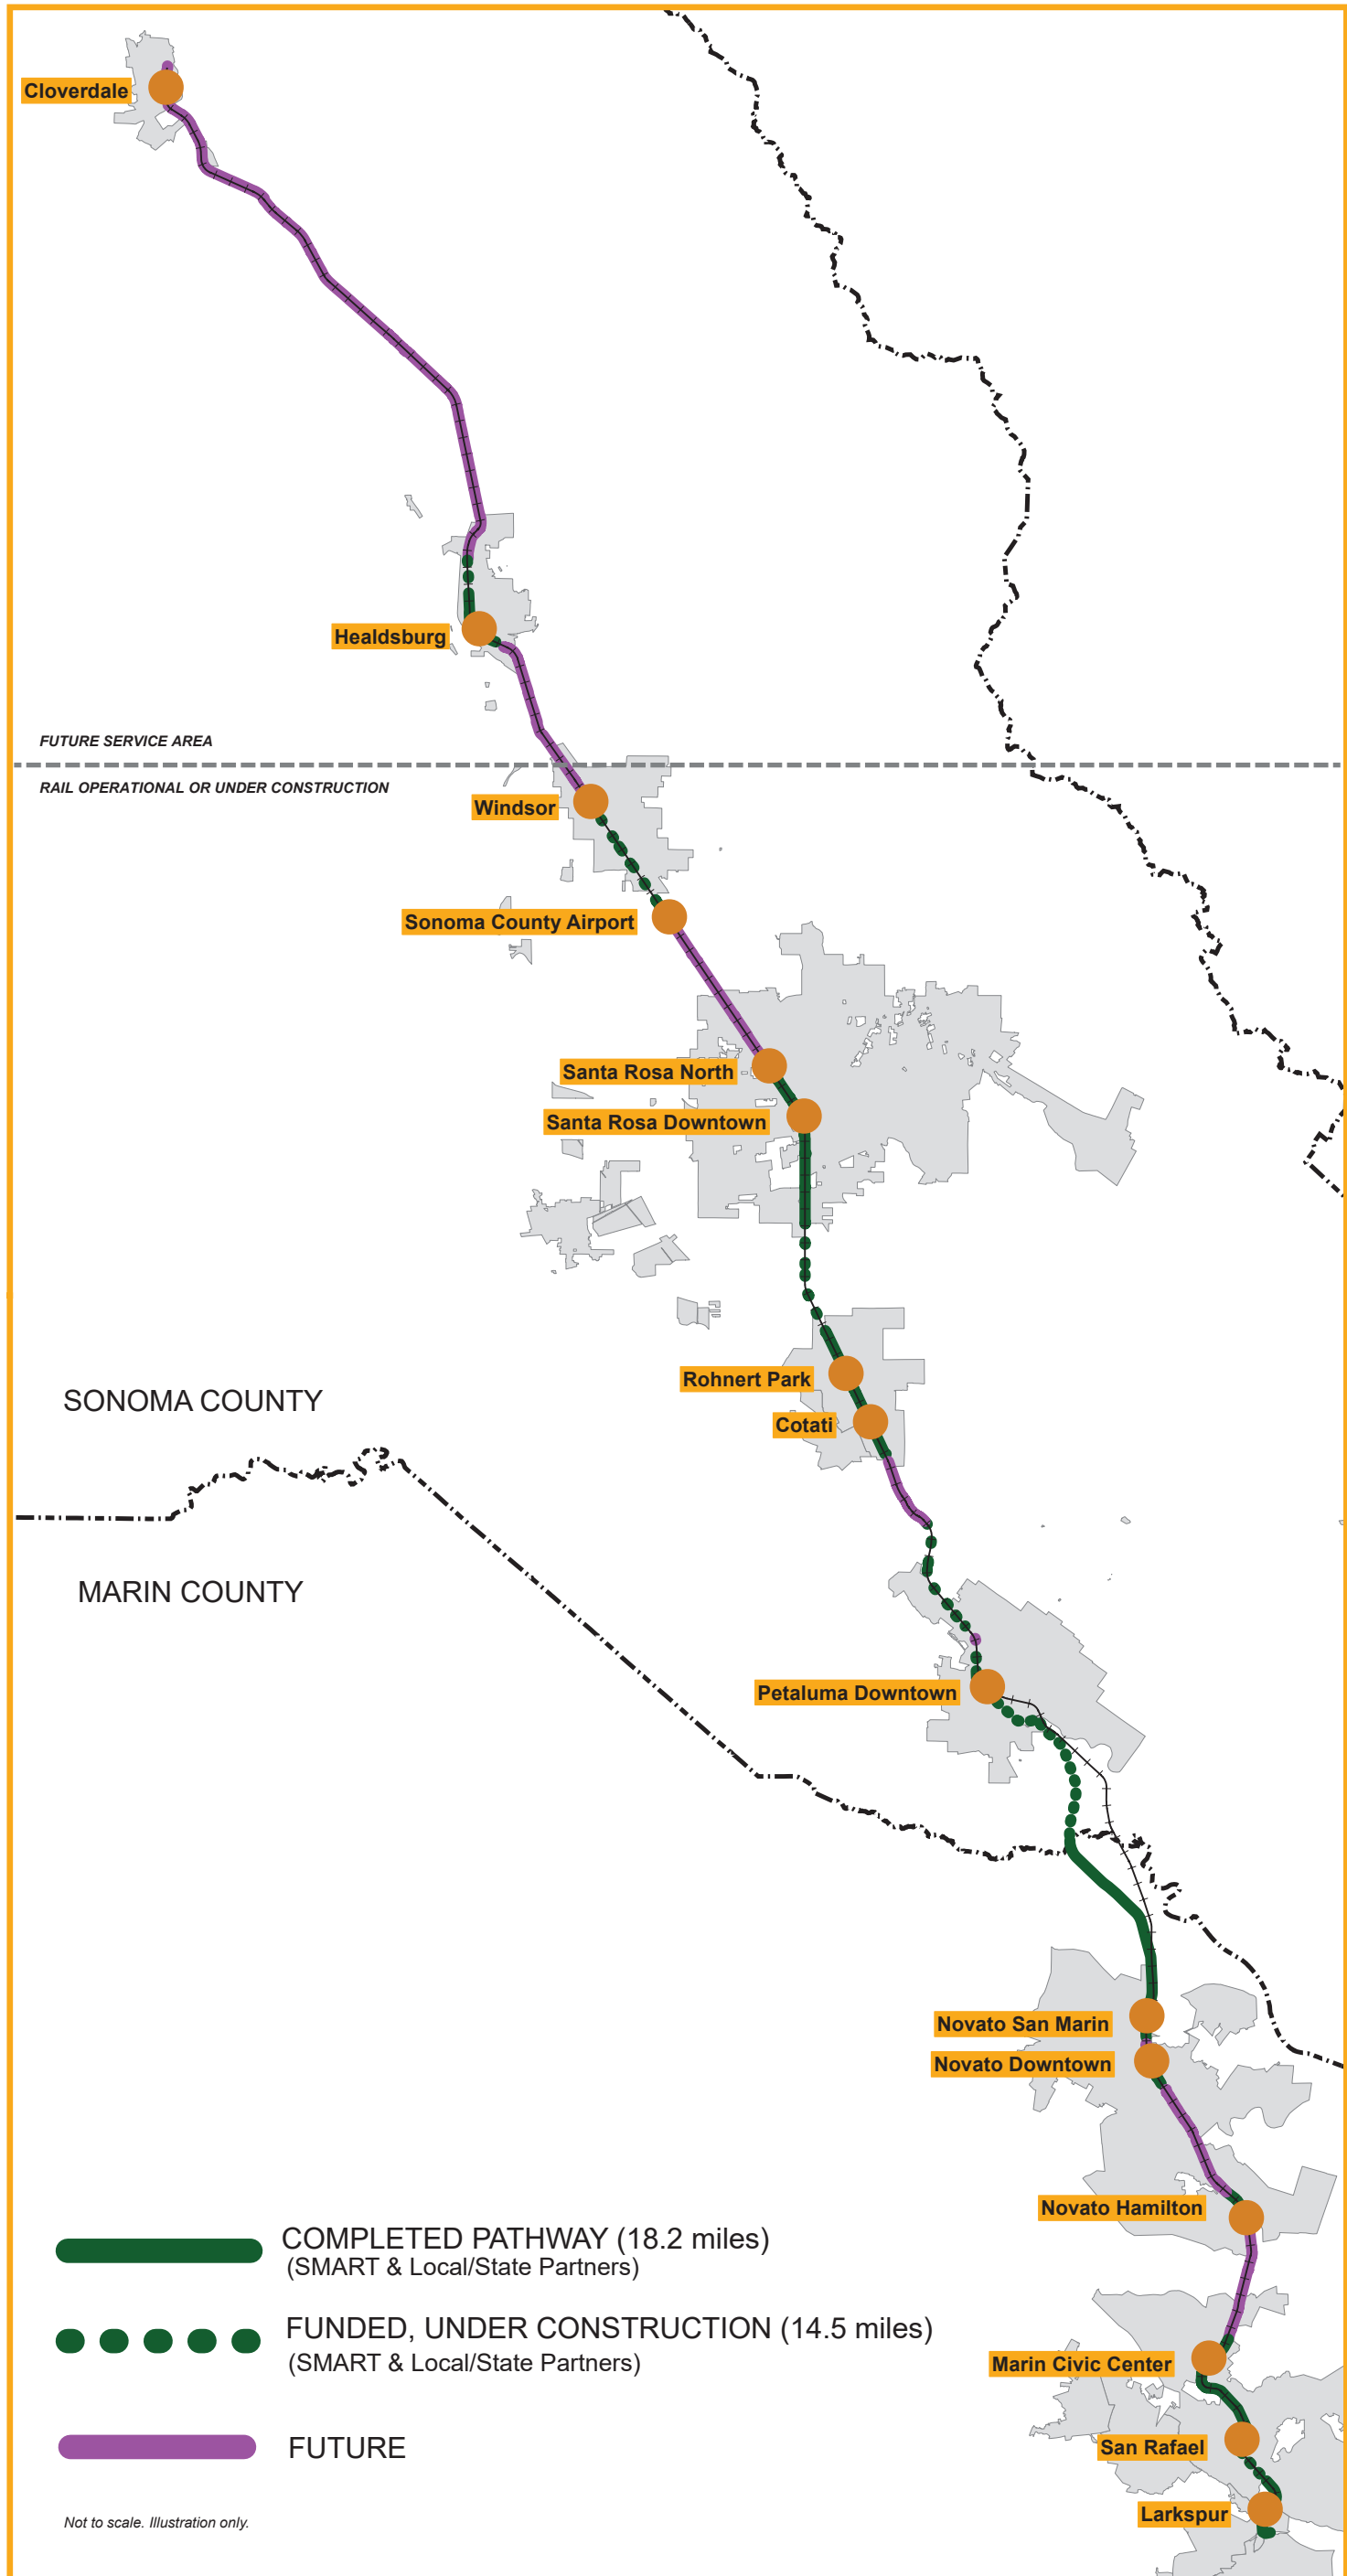 Cloverdale
Healdsburg
FUTURE SERVICE AREA
RAIL OPERATIONAL OR UNDER CONSTRUCTION
Windsor
Sonoma County Airport
Santa Rosa North
Santa Rosa Downtown
Rohnert Park
SONOMA COUNTY
Cotati
MARIN COUNTY
Petaluma Downtown
Novato San Marin
Novato Downtown
Novato Hamilton
COMPLETED PATHWAY (18.2 miles)
(SMART & Local/State Partners)
FUNDED, UNDER CONSTRUCTION (14.5 miles)
(SMART & Local/State Partners)
Marin Civic Center
FUTURE
San Rafael
Larkspur
Not to scale. Illustration only.